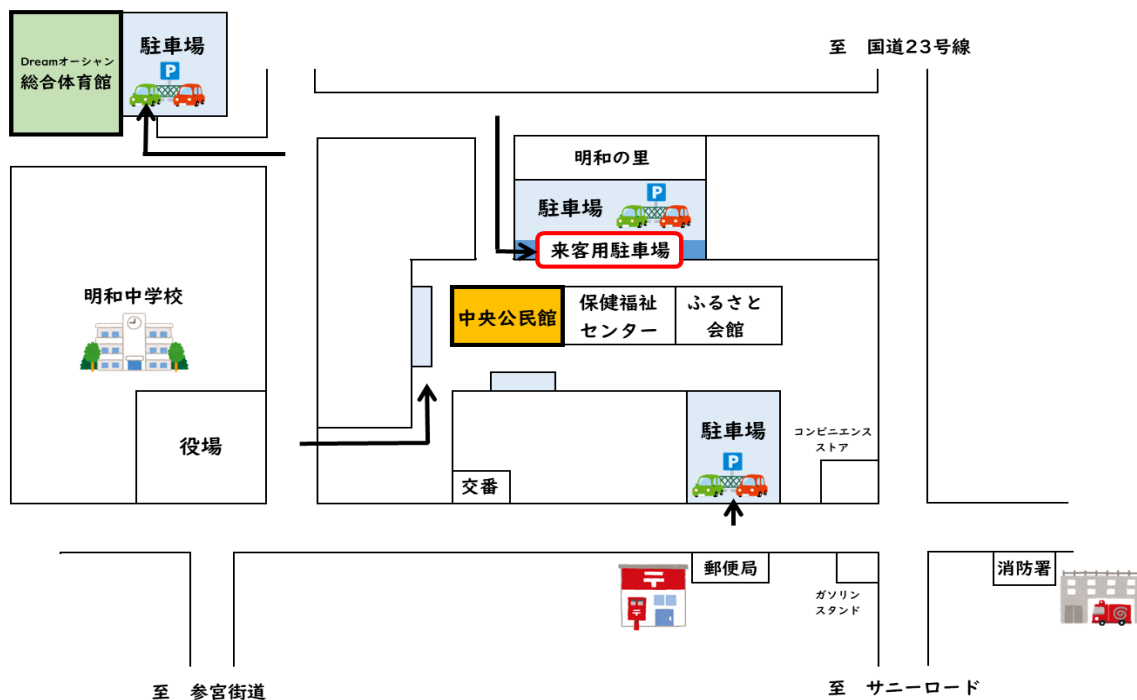 至　国道23号線
Dreamオーシャン
総合体育館
駐車場
P
明和の里
駐車場
P
来客用駐車場
明和中学校
中央公民館
保健福祉
センター
ふるさと
会館
役場
駐車場
P
コンビニエンス
ストア
交番
郵便局
〒
〒
ガソリン
スタンド
消防署
至　参宮街道
至　サニーロード